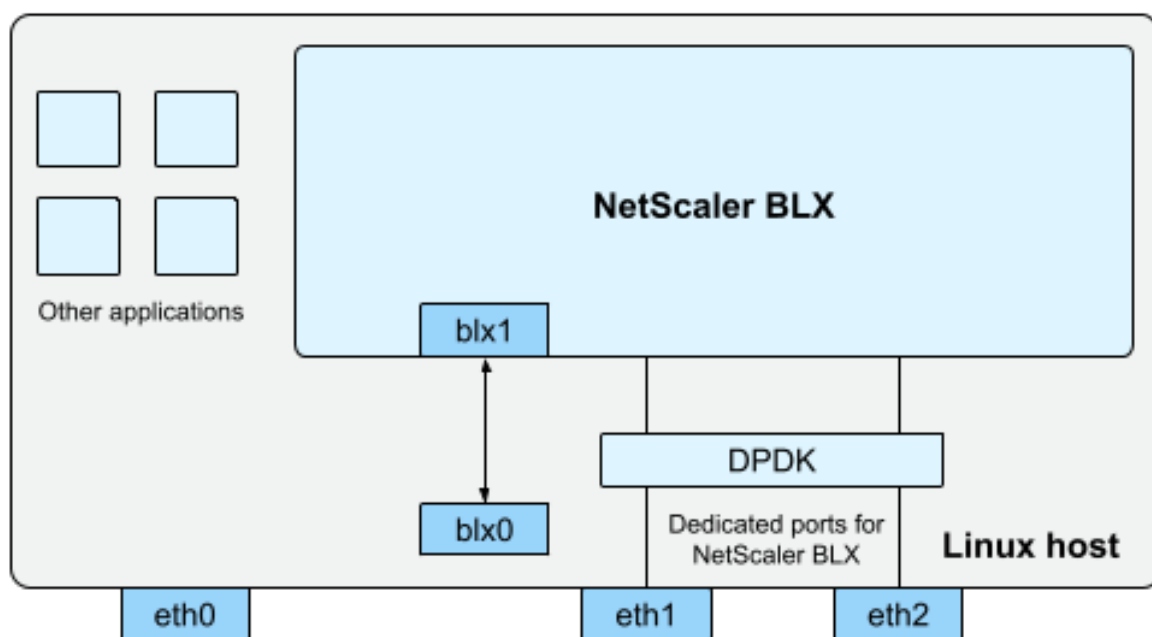 NetScaler BLX
Other applications
blx1
DPDK
blx0
Dedicated ports for
NetScaler BLX
Linux host
eth0
eth1
eth2